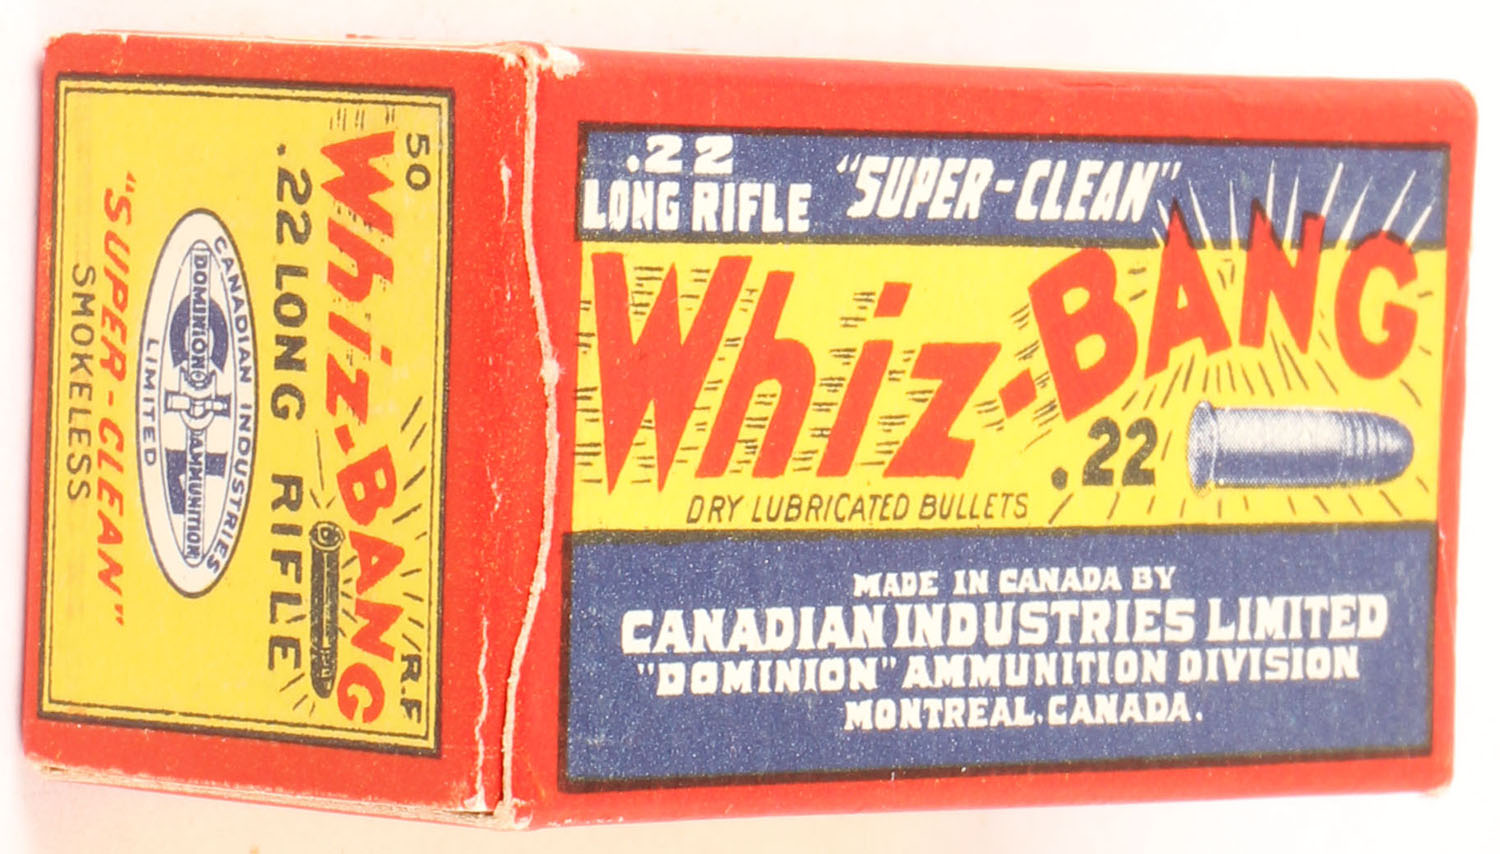 .22
LONG RIFLE
"SUPER-CLEAN"
Whiz-BANG
.22
DRY LUBRICATED BULLETS
MADE IN CANADA BY
CANADIAN INDUSTRIES LIMITED
"DOMINION" AMMUNITION DIVISION
MONTREAL, CANADA.
50 R.F
Whiz-BANG
.22 LONG RIFLE
CANADIAN INDUSTRIES
DOMINION AMMUNITION
LIMITED
"SUPER-CLEAN"
SMOKELESS